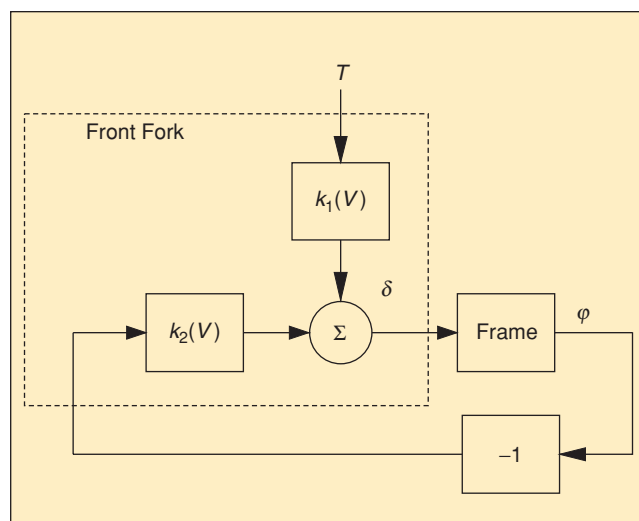 T
Front Fork
k1(V)
δ
k2(V)
Σ
Frame
φ
−1